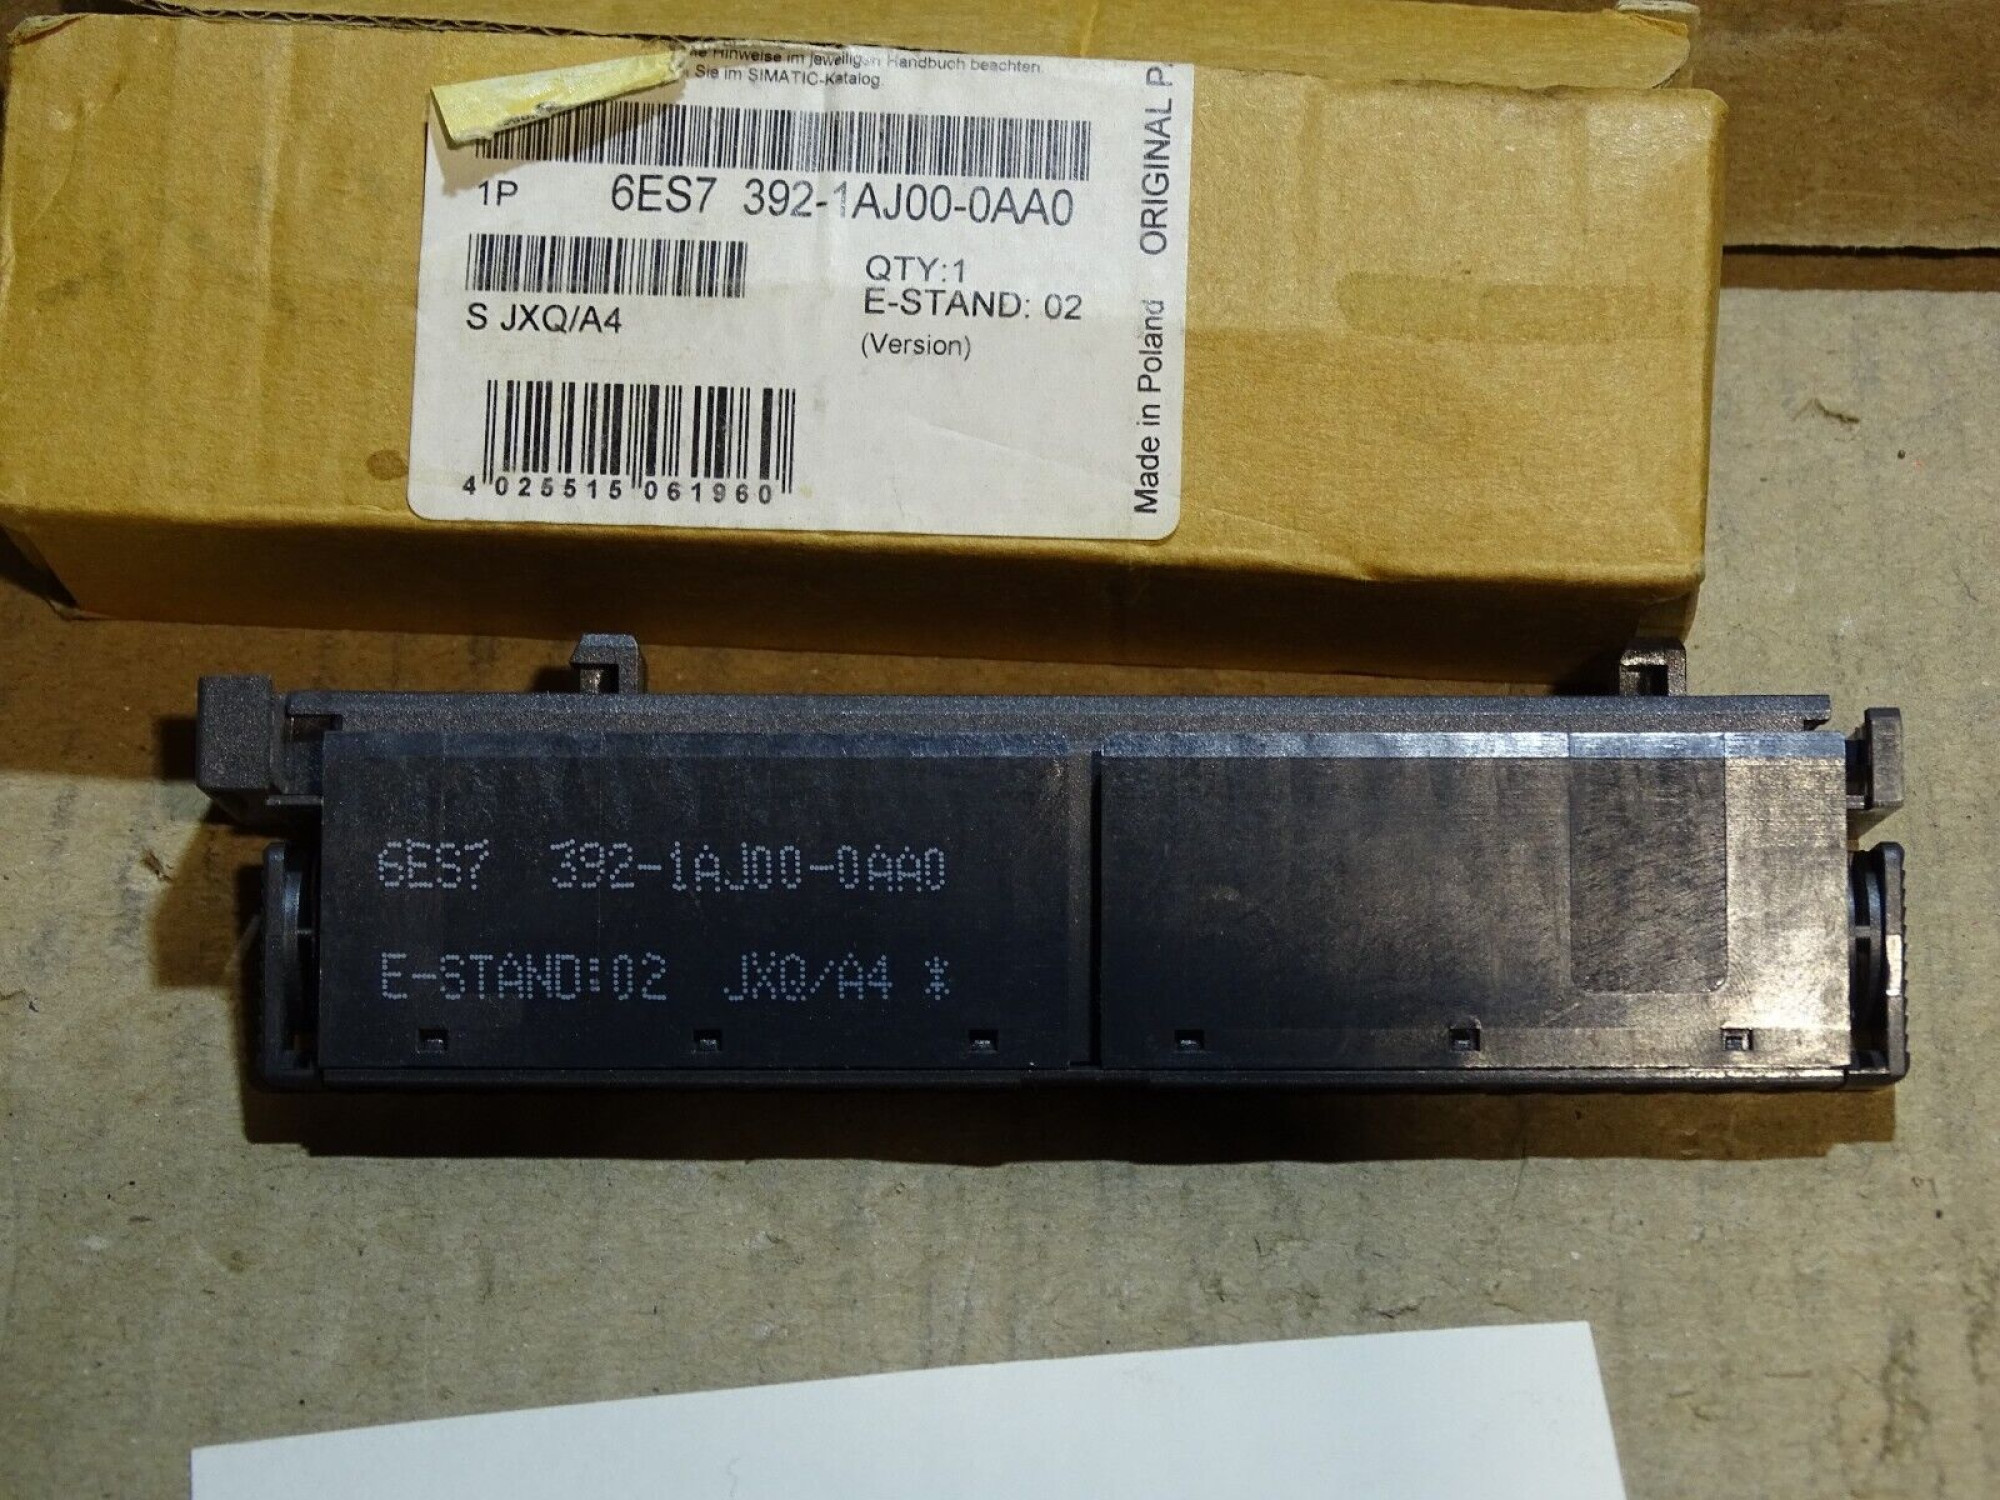 Hinweise im jeweiligen Handbuch beachten.
Sie im SIMATIC-Katalog.
1P 6ES7 392-1AJ00-0AA0
S JXQ/A4
QTY:1
E-STAND: 02
(Version)
4 025515 061960
Made in Poland ORIGINAL
6ES7 392-1AJ00-0AA0
E-STAND:02 JXQ/A4 *